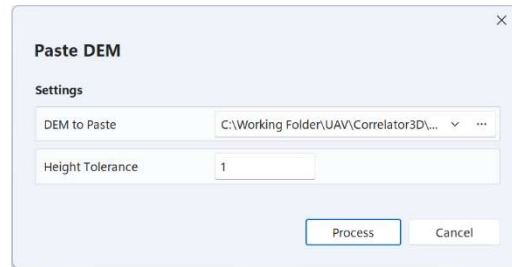 Paste DEM
Settings
DEM to Paste C:\Working Folder\UAV\Correlator3D\...
Height Tolerance 1
Process Cancel